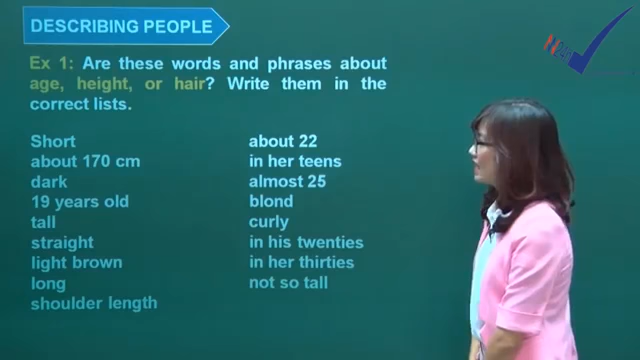 DESCRIBING PEOPLE
Ex 1: Are these words and phrases about
age, height, or hair? Write them in the
correct lists.
Short
about 170 cm
dark
19 years old
tall
straight
light brown
long
shoulder length
about 22
in her teens
almost 25
blond
curly
in his twenties
in her thirties
not so tall